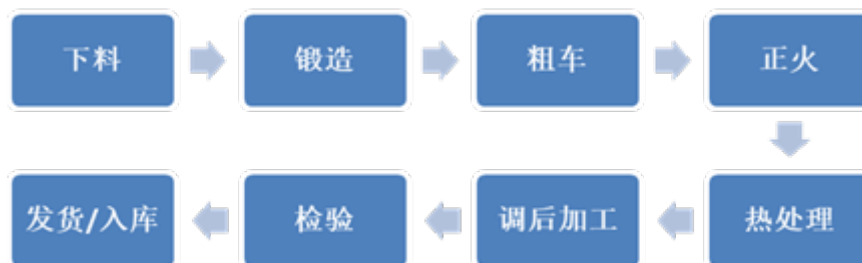 下料
锻造
粗车
正火
热处理
调后加工
检验
发货/入库